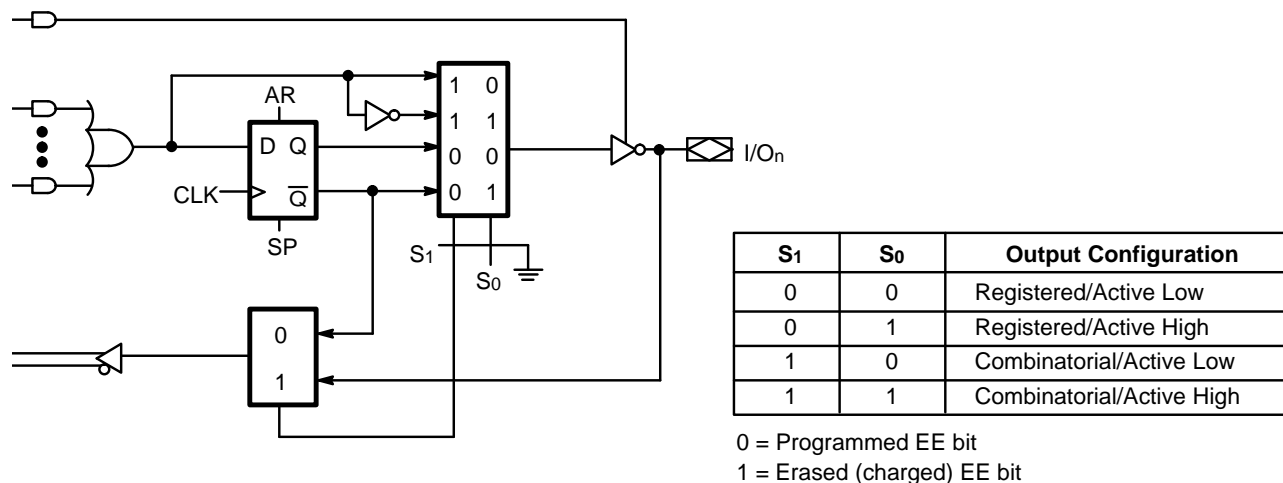 AR
D Q
CLK
Q
SP
1 0
1 1
0 0
0 1
I/On
S1
S0
0
1
S1 S0 Output Configuration
0 0 Registered/Active Low
0 1 Registered/Active High
1 0 Combinatorial/Active Low
1 1 Combinatorial/Active High
0 = Programmed EE bit
1 = Erased (charged) EE bit